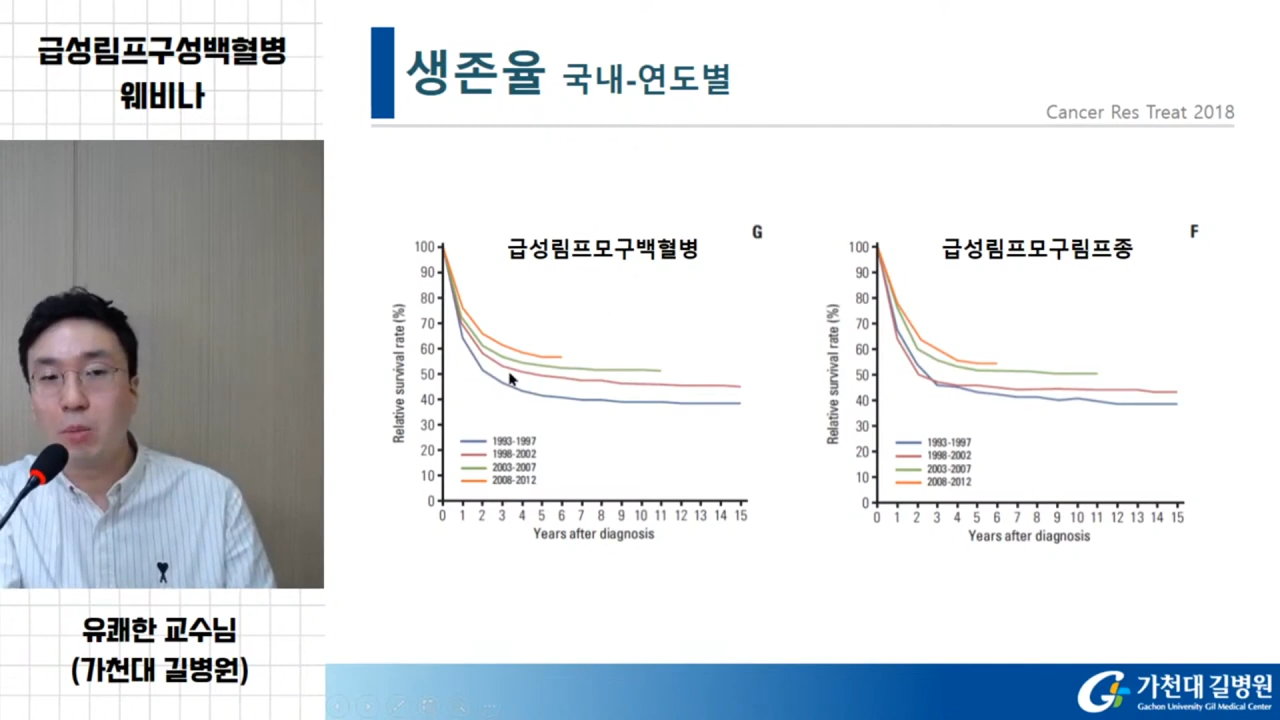 급성림프구성백혈병
웨비나
유쾌한 교수님
(가천대 길병원)
생존율 국내-연도별
Cancer Res Treat 2018
G
급성림프모구백혈병
Relative survival rate (%)
100
90
80
70
60
50
40
30
20
10
0
1993-1997
1998-2002
2003-2007
2008-2012
0 1 2 3 4 5 6 7 8 9 10 11 12 13 14 15
Years after diagnosis
F
급성림프모구림프종
Relative survival rate (%)
100
90
80
70
60
50
40
30
20
10
0
1993-1997
1998-2002
2003-2007
2008-2012
0 1 2 3 4 5 6 7 8 9 10 11 12 13 14 15
Years after diagnosis
가천대 길병원
Gachon University Gil Medical Center